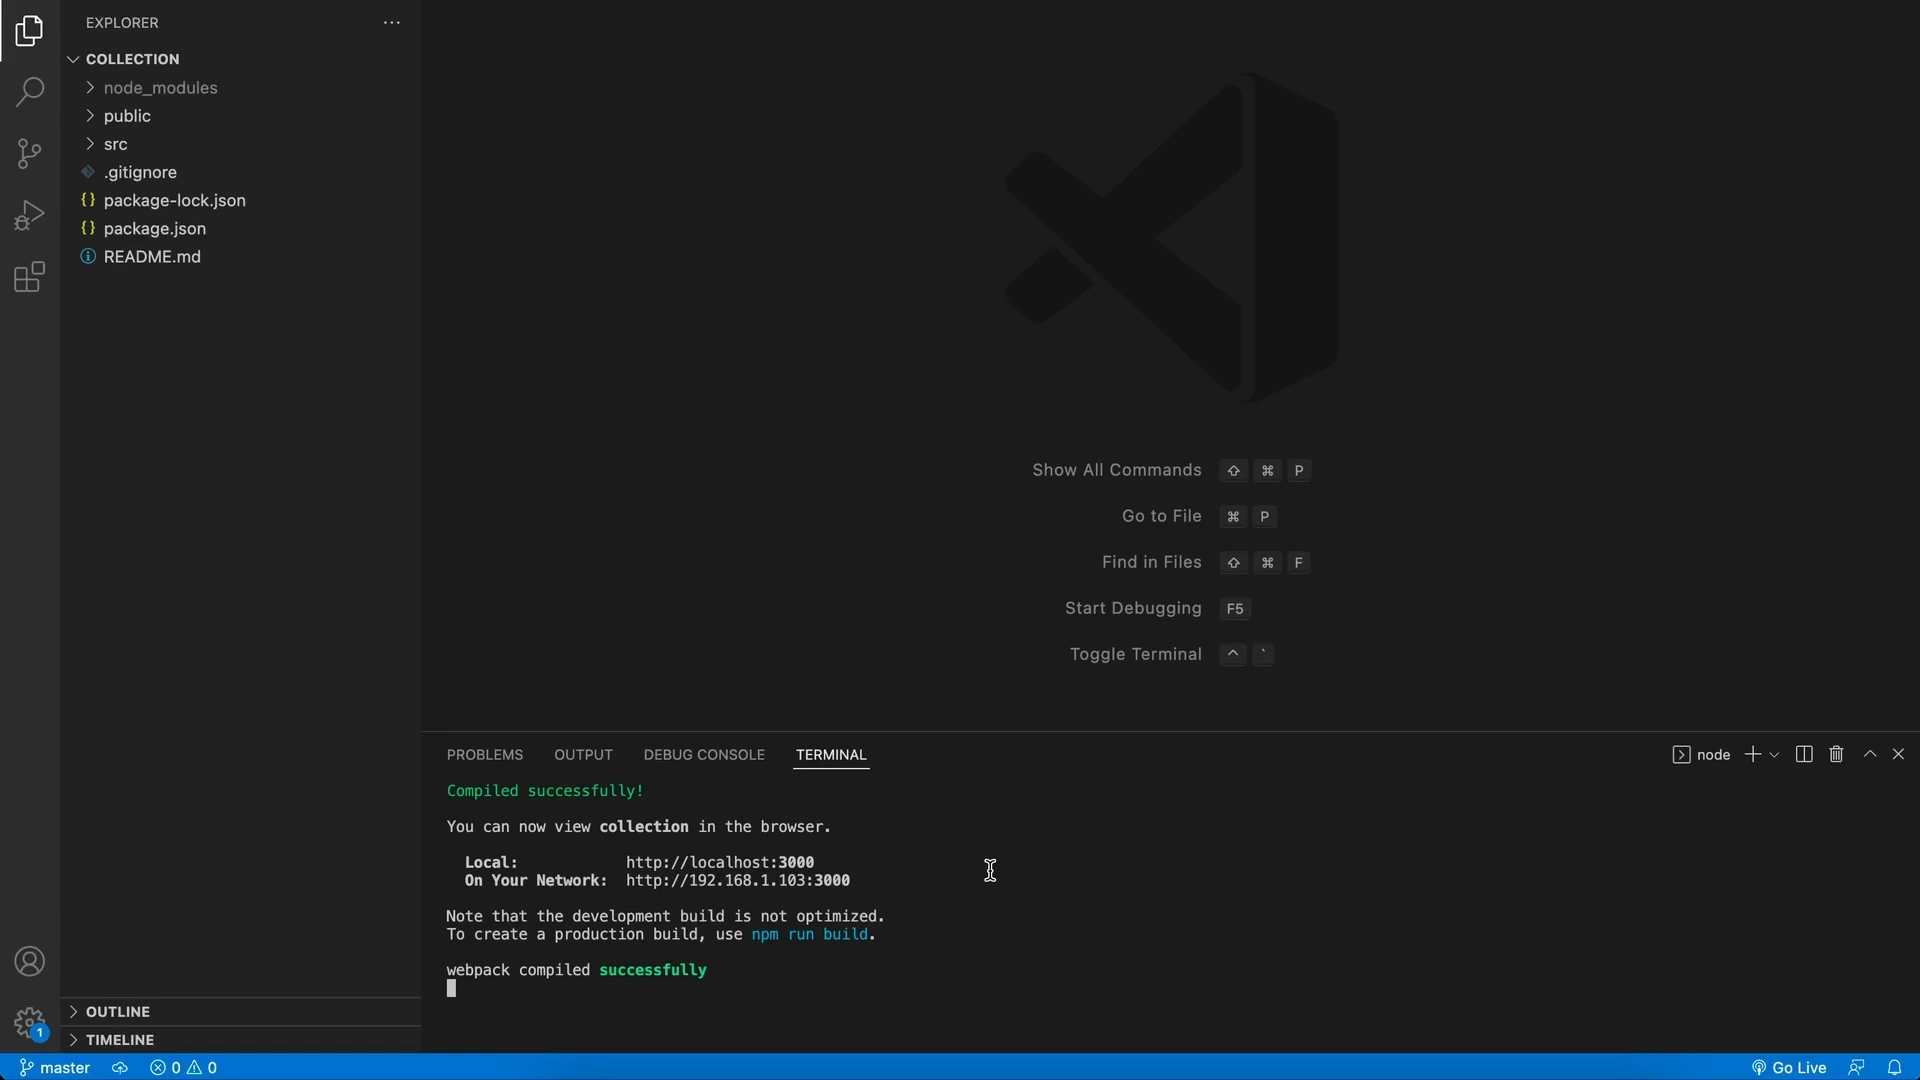 EXPLORER
COLLECTION
node_modules
public
src
.gitignore
{} package-lock.json
{} package.json
README.md
OUTLINE
TIMELINE
1
Show All Commands ⇧ ⌘ P
Go to File ⌘ P
Find in Files ⇧ ⌘ F
Start Debugging F5
Toggle Terminal ^ `
PROBLEMS OUTPUT DEBUG CONSOLE TERMINAL
node
Compiled successfully!
You can now view collection in the browser.
Local: http://localhost:3000
On Your Network: http://192.168.1.103:3000
Note that the development build is not optimized.
To create a production build, use npm run build.
webpack compiled successfully
master 0 0 Go Live